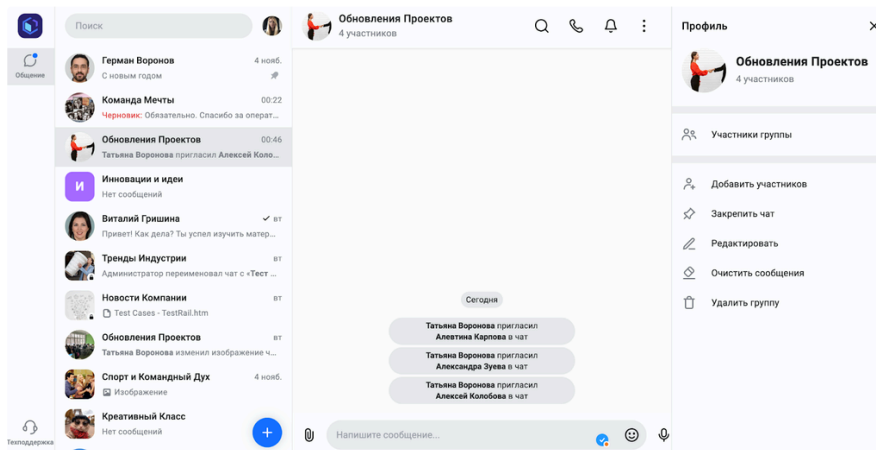 Общение
Техподдержка
Поиск
Герман Воронов 4 нояб.
С новым годом
Команда Мечты 00:22
Черновик: Обязательно. Спасибо за операт...
Обновления Проектов 00:46
Татьяна Воронова пригласил Алексей Коло...
И
Инновации и идеи
Нет сообщений
Виталий Гришина вт
Привет! Как дела? Ты успел изучить матер...
Тренды Индустрии вт
Администратор переименовал чат с «Тест ...
Новости Компании вт
Test Cases - TestRail.htm
Обновления Проектов вт
Татьяна Воронова изменил изображение ч...
Спорт и Командный Дух 4 нояб.
Изображение
Креативный Класс
Нет сообщений
Обновления Проектов
4 участников
Сегодня
Татьяна Воронова пригласил
Алевтина Карпова в чат
Татьяна Воронова пригласил
Александра Зуева в чат
Татьяна Воронова пригласил
Алексей Колобова в чат
Напишите сообщение...
Профиль
Обновления Проектов
4 участников
Участники группы
Добавить участников
Закрепить чат
Редактировать
Очистить сообщения
Удалить группу